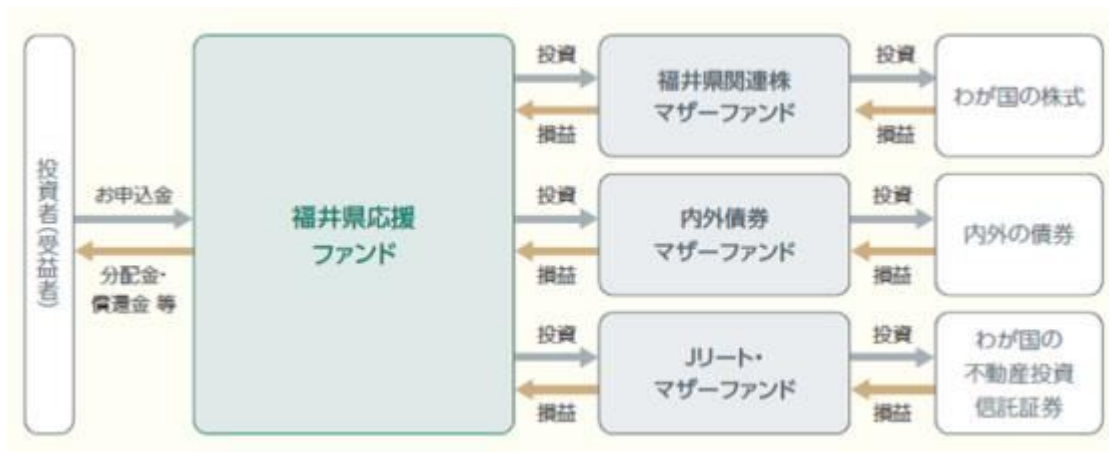 投資者(受益者)
お申込金
分配金・
償還金 等
福井県応援
ファンド
投資
損益
福井県関連株
マザーファンド
投資
損益
わが国の株式
投資
損益
内外債券
マザーファンド
投資
損益
内外の債券
投資
損益
Jリート・
マザーファンド
投資
損益
わが国の
不動産投資
信託証券